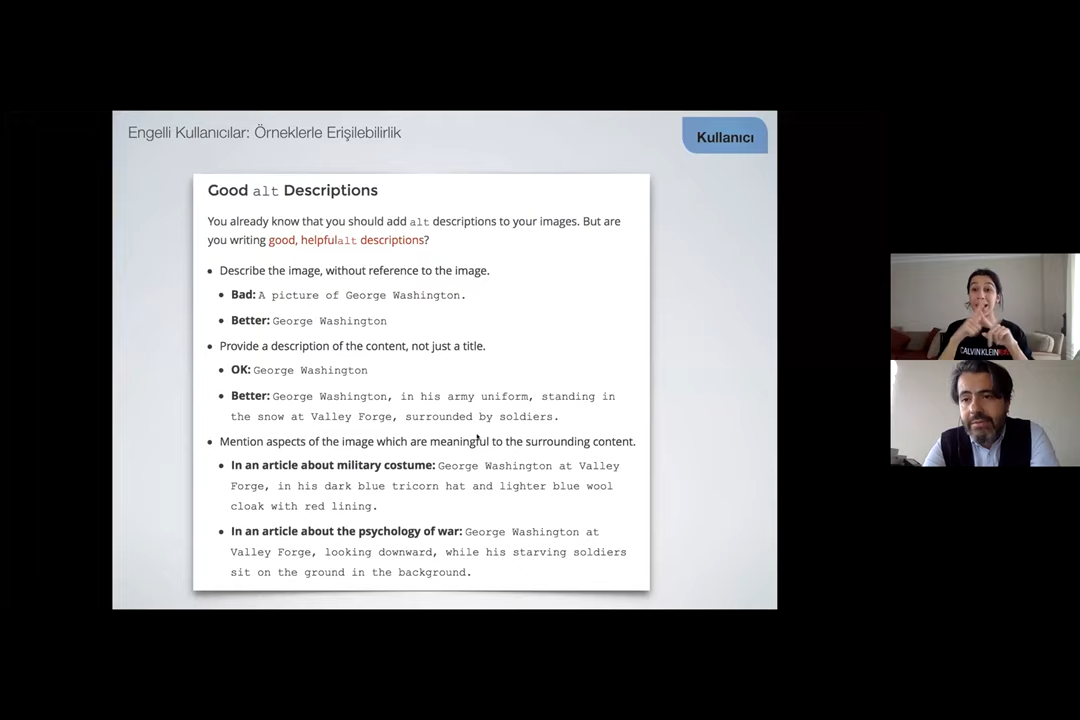 Engelli Kullanıcılar: Örneklerle Erişilebilirlik
Kullanıcı
Good alt Descriptions
You already know that you should add alt descriptions to your images. But are
you writing good, helpfulalt descriptions?
• Describe the image, without reference to the image.
• Bad: A picture of George Washington.
• Better: George Washington
• Provide a description of the content, not just a title.
• OK: George Washington
• Better: George Washington, in his army uniform, standing in
the snow at Valley Forge, surrounded by soldiers.
• Mention aspects of the image which are meaningful to the surrounding content.
• In an article about military costume: George Washington at Valley
Forge, in his dark blue tricorn hat and lighter blue wool
cloak with red lining.
• In an article about the psychology of war: George Washington at
Valley Forge, looking downward, while his starving soldiers
sit on the ground in the background.
CALVIN KLEIN